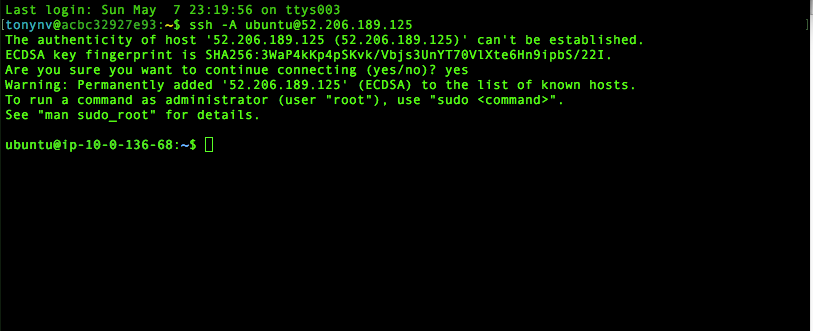 Last login: Sun May  7 23:19:56 on ttys003
[tonynv@acbc32927e93:~$ ssh -A ubuntu@52.206.189.125 ]
The authenticity of host '52.206.189.125 (52.206.189.125)' can't be established.
ECDSA key fingerprint is SHA256:3WaP4kKp4pSKvk/Vbjs3UnYT70VlXte6Hn9ipbS/22I.
Are you sure you want to continue connecting (yes/no)? yes
Warning: Permanently added '52.206.189.125' (ECDSA) to the list of known hosts.
To run a command as administrator (user "root"), use "sudo <command>".
See "man sudo_root" for details.
ubuntu@ip-10-0-136-68:~$